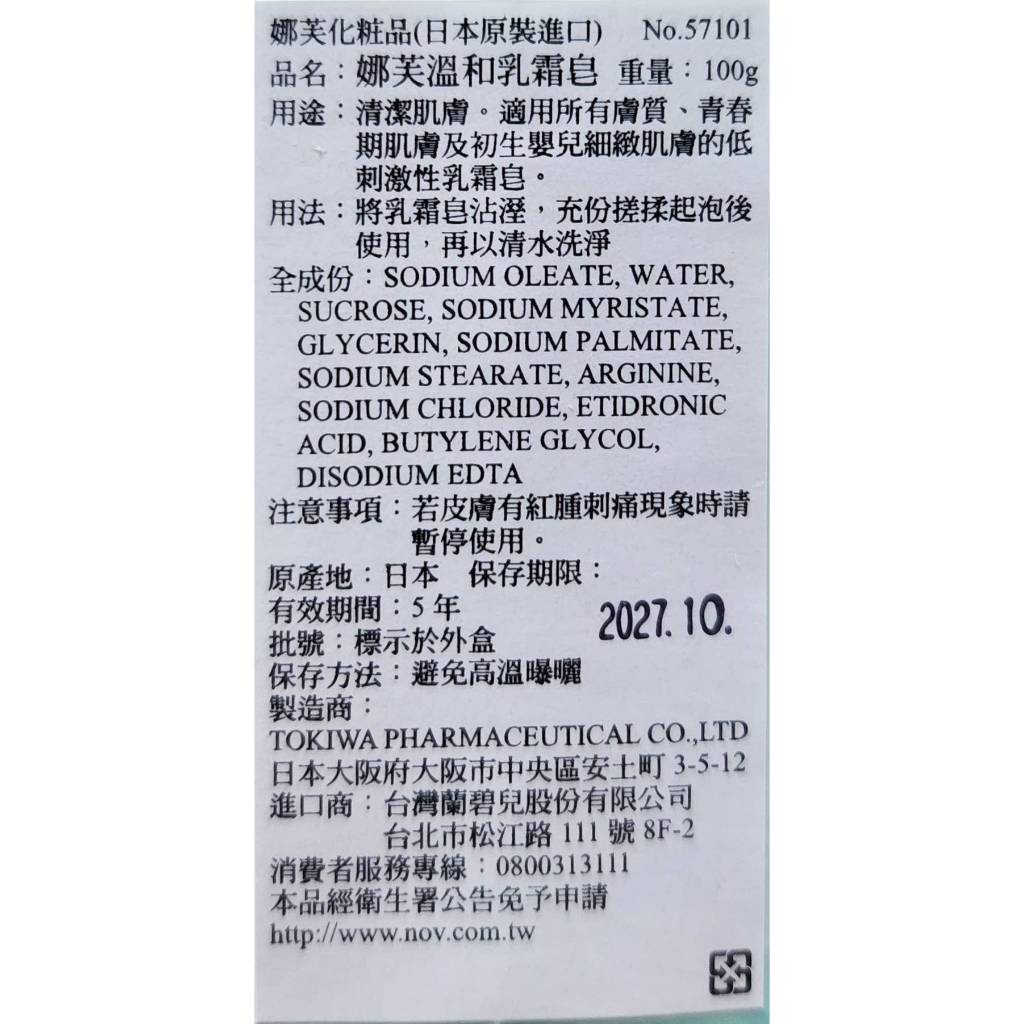 娜芙化粧品(日本原裝進口) No.57101
品名：娜芙溫和乳霜皂 重量：100g
用途：清潔肌膚。適用所有膚質、青春
期肌膚及初生嬰兒細緻肌膚的低
刺激性乳霜皂。
用法：將乳霜皂沾溼，充份搓揉起泡後
使用，再以清水洗淨
全成份：SODIUM OLEATE, WATER,
SUCROSE, SODIUM MYRISTATE,
GLYCERIN, SODIUM PALMITATE,
SODIUM STEARATE, ARGININE,
SODIUM CHLORIDE, ETIDRONIC
ACID, BUTYLENE GLYCOL,
DISODIUM EDTA
注意事項：若皮膚有紅腫刺痛現象時請
暫停使用。
原產地：日本 保存期限：
有效期間：5 年
2027.10.
批號：標示於外盒
保存方法：避免高溫曝曬
製造商：
TOKIWA PHARMACEUTICAL CO.,LTD
日本大阪府大阪市中央區安土町 3-5-12
進口商：台灣蘭碧兒股份有限公司
台北市松江路 111 號 8F-2
消費者服務專線：0800313111
本品經衛生署公告免予申請
http://www.nov.com.tw